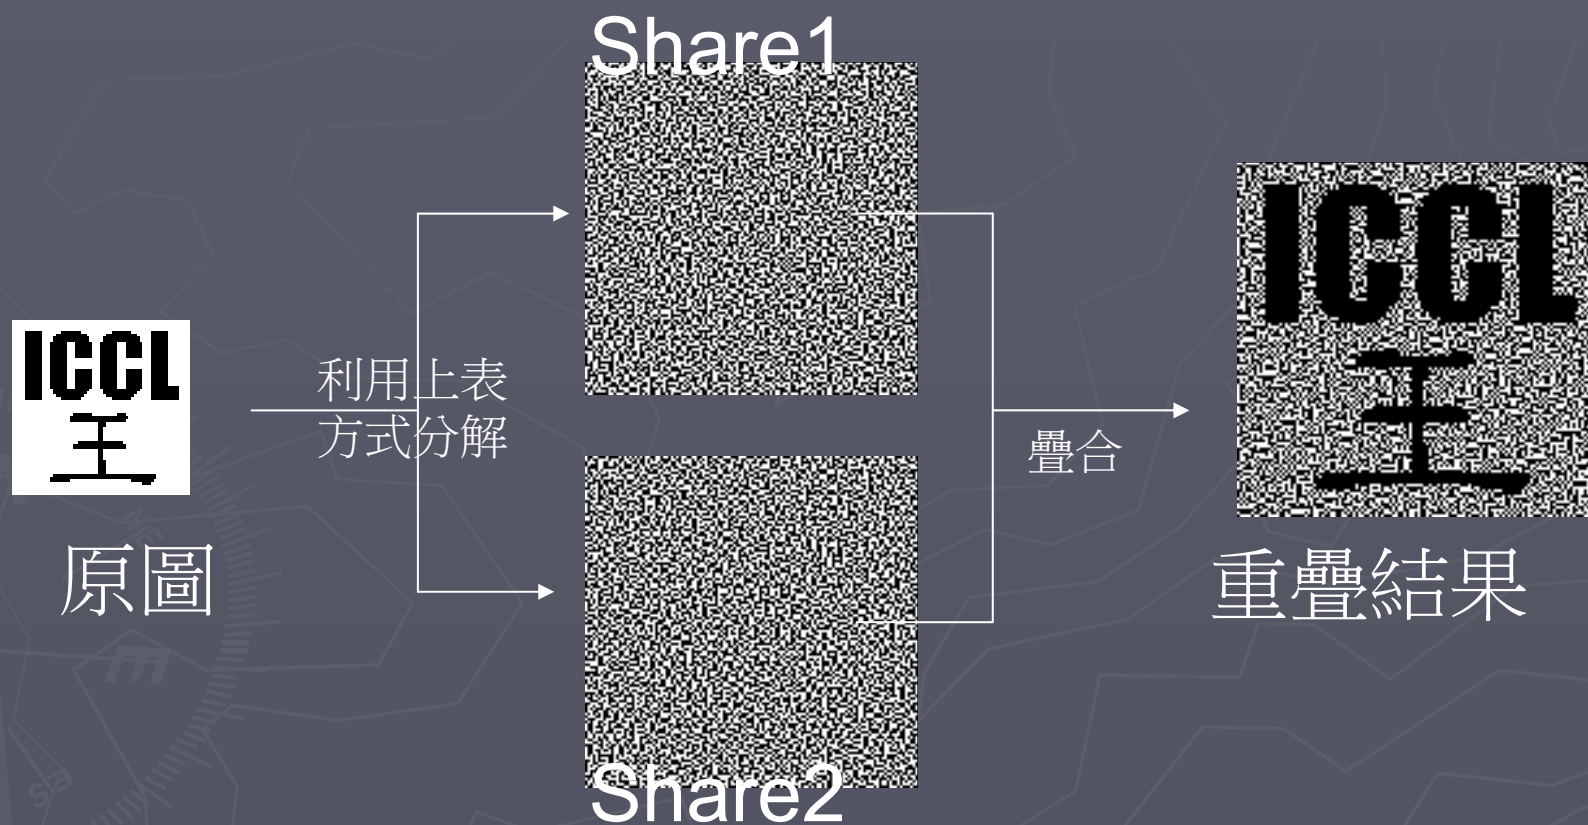 Share1
ICCL
王
原圖
利用上表
方式分解
疊合
ICCL
王
重疊結果
Share2
E